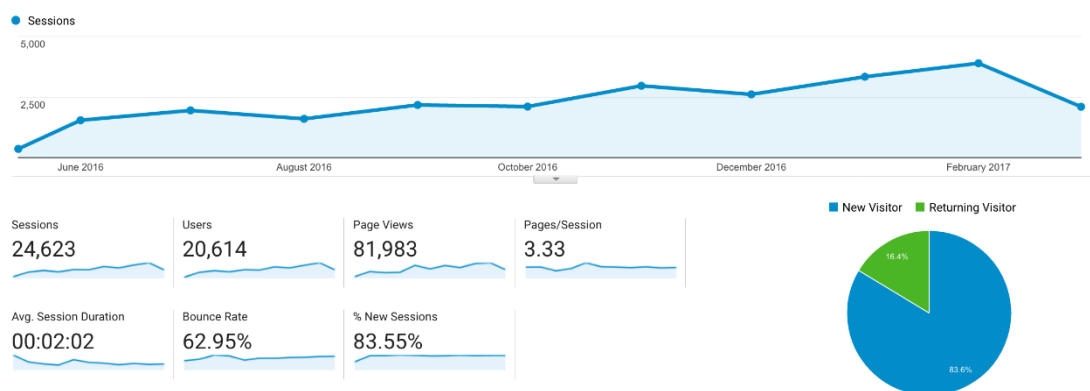 Sessions
5,000
2,500
June 2016 August 2016 October 2016 December 2016 February 2017
New Visitor Returning Visitor
Sessions Users Page Views Pages/Session
24,623 20,614 81,983 3.33
16.4%
Avg. Session Duration Bounce Rate % New Sessions
00:02:02 62.95% 83.55%
83.6%